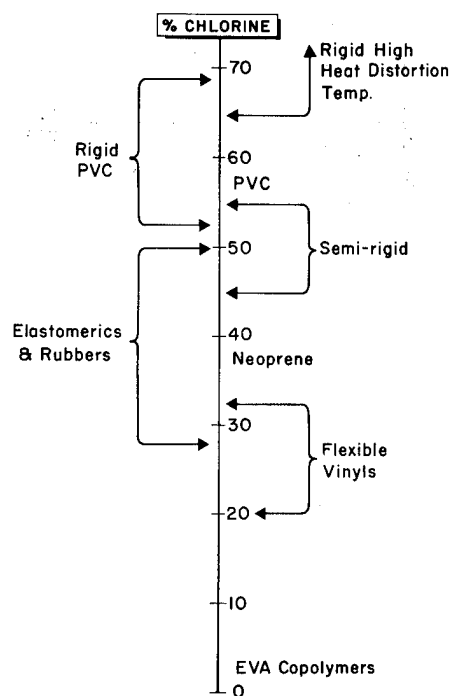 % CHLORINE
Rigid High
Heat Distortion
Temp.
70
Rigid
PVC
60
PVC
50
Semi-rigid
Elastomerics
& Rubbers
40
Neoprene
30
Flexible
Vinyls
20
10
EVA Copolymers
0